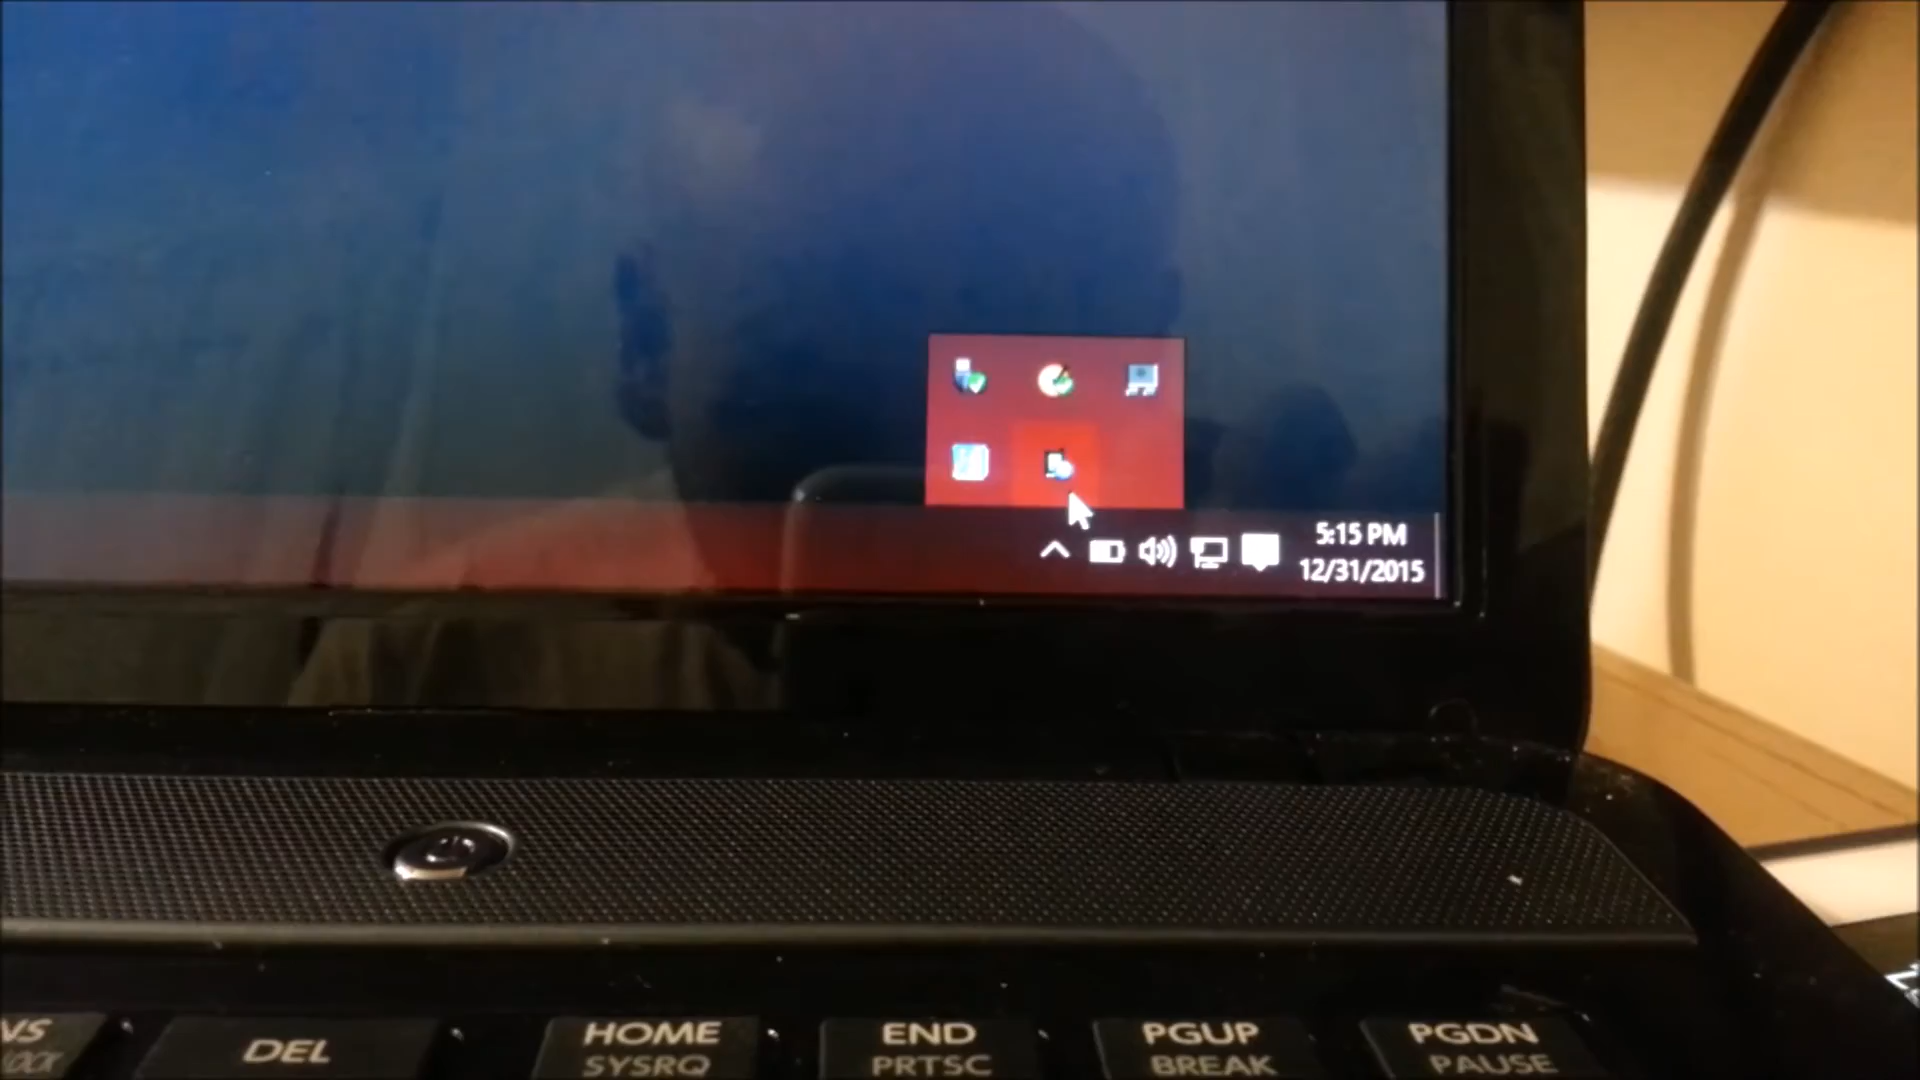 5:15 PM
12/31/2015
DEL
HOME
SYSRQ
END
PRTSC
PGUP
BREAK
PGDN
PAUSE